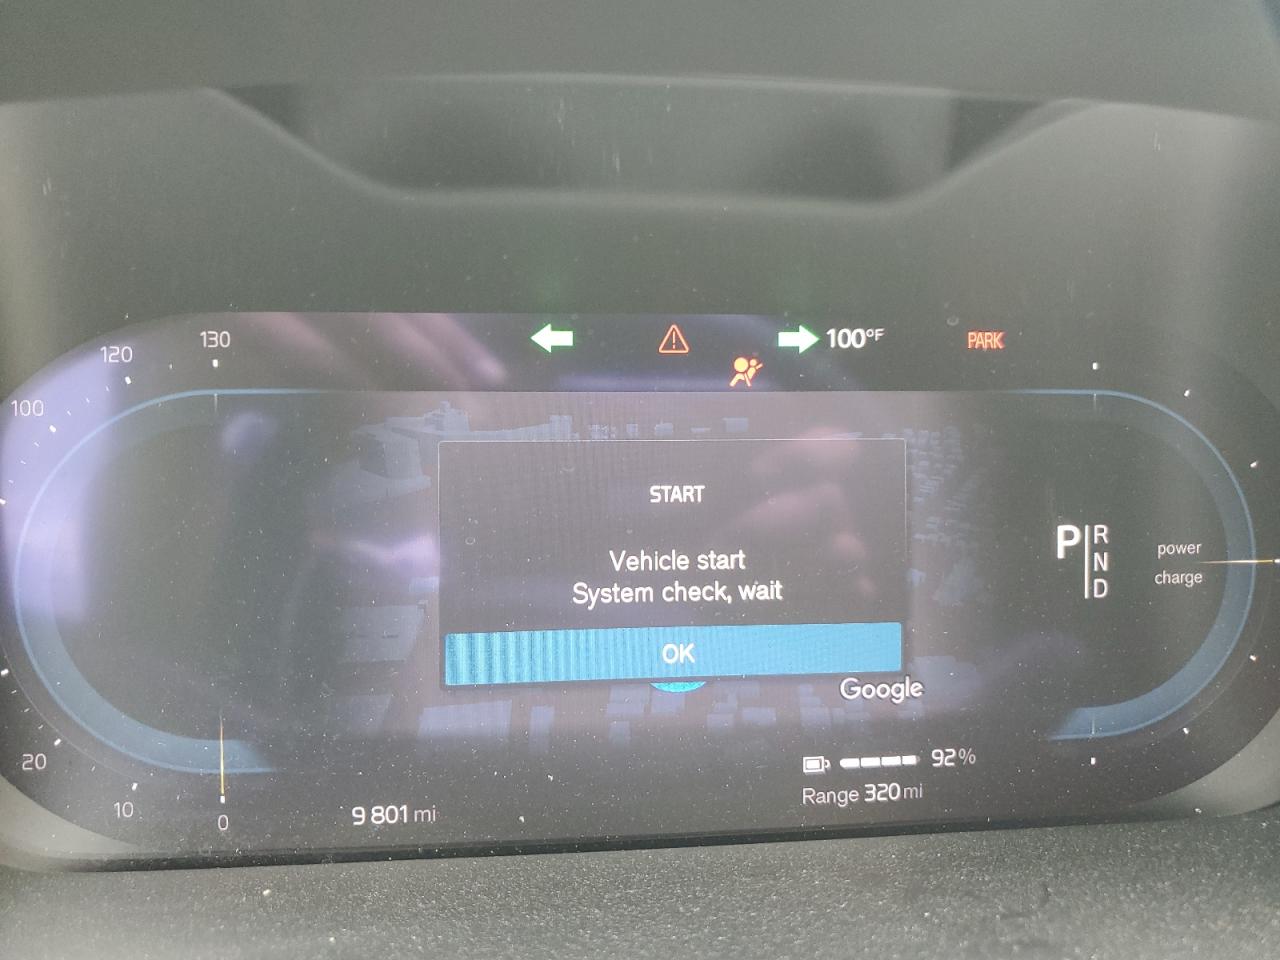 130
120
100
100°F
PARK
START
Vehicle start
System check, wait
OK
Google
P
R
N
D
power
charge
20
10
0
9 801 mi
92%
Range 320 mi